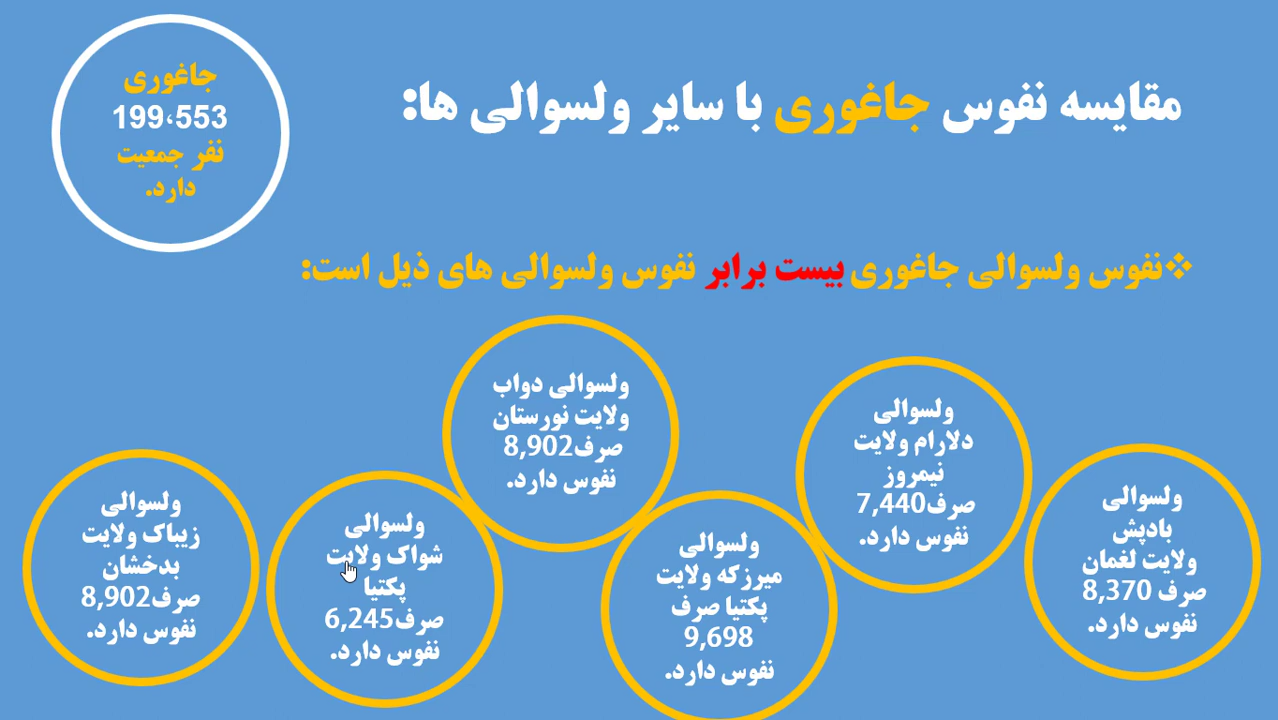 جاغوری
199،553
نفر جمعیت
دارد.
مقایسه نفوس جاغوری با سایر ولسوالی ها:
❖نفوس ولسوالی جاغوری بیست برابر نفوس ولسوالی های ذیل است:
ولسوالی
بادپش
ولایت لغمان
صرف 8,370
نفوس دارد.
ولسوالی
دلارام ولایت
نیمروز
صرف7,440
نفوس دارد.
ولسوالی
میرزکه ولایت
پکتیا صرف
9,698
نفوس دارد.
ولسوالی دواب
ولایت نورستان
صرف8,902
نفوس دارد.
ولسوالی
شواک ولایت
پکتیا
صرف6,245
نفوس دارد.
ولسوالی
زیباک ولایت
بدخشان
صرف8,902
نفوس دارد.